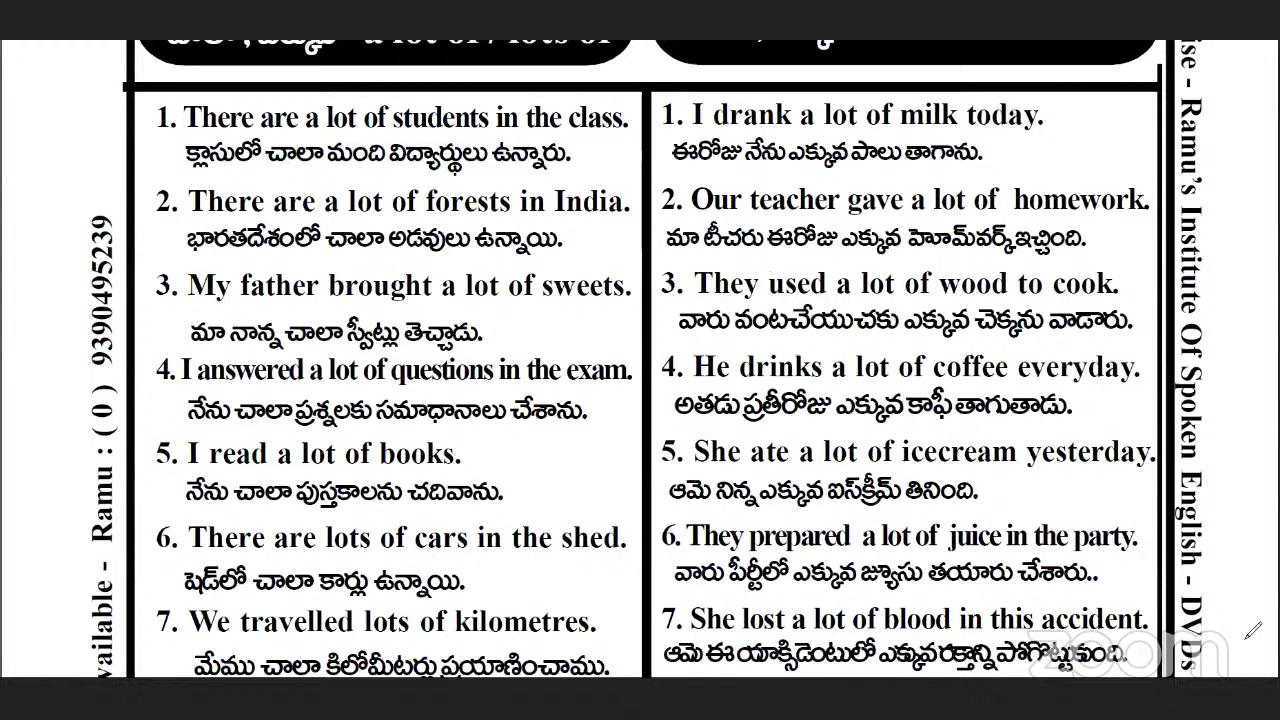 a lot of / lots of
1. There are a lot of students in the class.
క్లాసులో చాలా మంది విద్యార్థులు ఉన్నారు.
2. There are a lot of forests in India.
భారతదేశంలో చాలా అడవులు ఉన్నాయి.
3. My father brought a lot of sweets.
మా నాన్న చాలా స్వీట్లు తెచ్చాడు.
4. I answered a lot of questions in the exam.
నేను చాలా ప్రశ్నలకు సమాధానాలు చేశాను.
5. I read a lot of books.
నేను చాలా పుస్తకాలను చదివాను.
6. There are lots of cars in the shed.
షెడ్‌లో చాలా కార్లు ఉన్నాయి.
7. We travelled lots of kilometres.
మేము చాలా కిలోమీటర్లు ప్రయాణించాము.
1. I drank a lot of milk today.
ఈరోజు నేను ఎక్కువ పాలు తాగాను.
2. Our teacher gave a lot of homework.
మా టీచరు ఈరోజు ఎక్కువ హెూమ్‌వర్క్ ఇచ్చింది.
3. They used a lot of wood to cook.
వారు వంటచేయుచకు ఎక్కువ చెక్కను వాడారు.
4. He drinks a lot of coffee everyday.
అతడు ప్రతీరోజు ఎక్కువ కాఫీ తాగుతాడు.
5. She ate a lot of icecream yesterday.
ఆమె నిన్న ఎక్కువ ఐస్‌క్రీమ్ తినింది.
6. They prepared a lot of juice in the party.
వారు పీర్టీలో ఎక్కువ జ్యూసు తయారు చేశారు..
7. She lost a lot of blood in this accident.
ఆమె ఈ యాక్సిడెంటులో ఎక్కువ రక్తాన్ని పోగొట్టుకుంది.
vailable - Ramu : ( 0 ) 9390495239
ise - Ramu's Institute Of Spoken English - DVDs
zoom